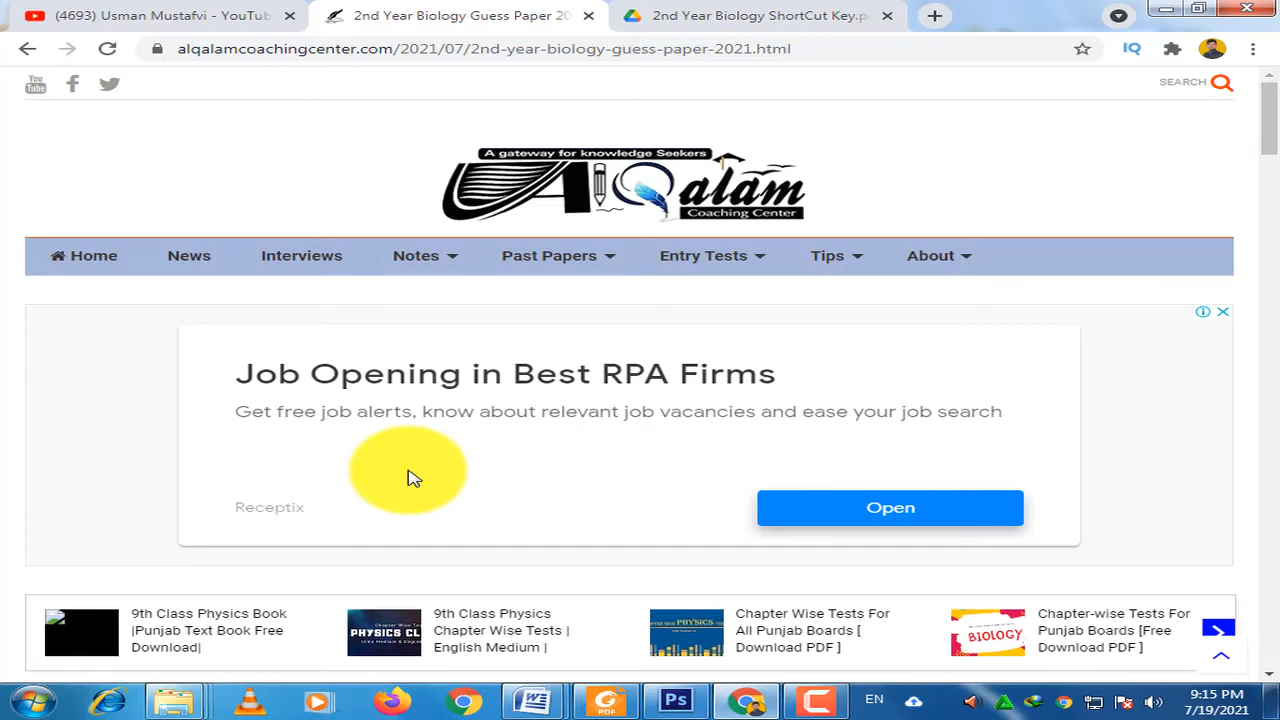 (4693) Usman Mustafvi - YouTub
2nd Year Biology Guess Paper 20
2nd Year Biology ShortCut Key.p
alqalamcoachingcenter.com/2021/07/2nd-year-biology-guess-paper-2021.html
IQ
You
Tube
SEARCH
A gateway for knowledge Seekers
AlQalam
Coaching Center
Home
News
Interviews
Notes
Past Papers
Entry Tests
Tips
About
Job Opening in Best RPA Firms
Get free job alerts, know about relevant job vacancies and ease your job search
Receptix
Open
9th Class Physics Book
|Punjab Text Book Free
Download|
PHYSICS CL
9th Class Physics
Chapter Wise Tests |
English Medium |
Chapter Wise Tests For
All Punjab Boards [
Download PDF ]
BIOLOGY
Chapter-wise Tests For
Punjab Boards [Free
Download PDF ]
W
PDF
Ps
EN
9:15 PM
7/19/2021